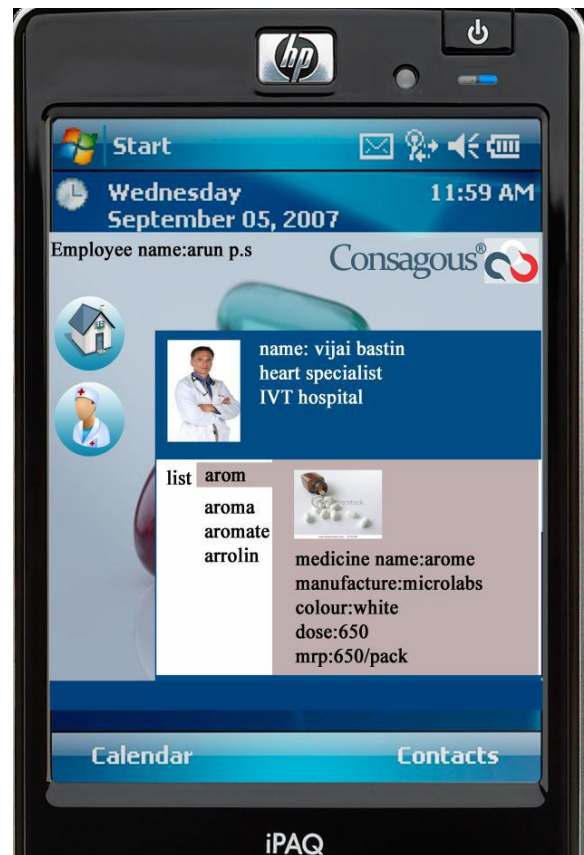 hp
Start
Wednesday
11:59 AM
September 05, 2007
Employee name:arun p.s
Consagous®
name: vijai bastin
heart specialist
IVT hospital
list
arom
aroma
aromate
arrolin
medicine name:arome
manufacture:microlabs
colour:white
dose:650
mrp:650/pack
Calendar
Contacts
iPAQ